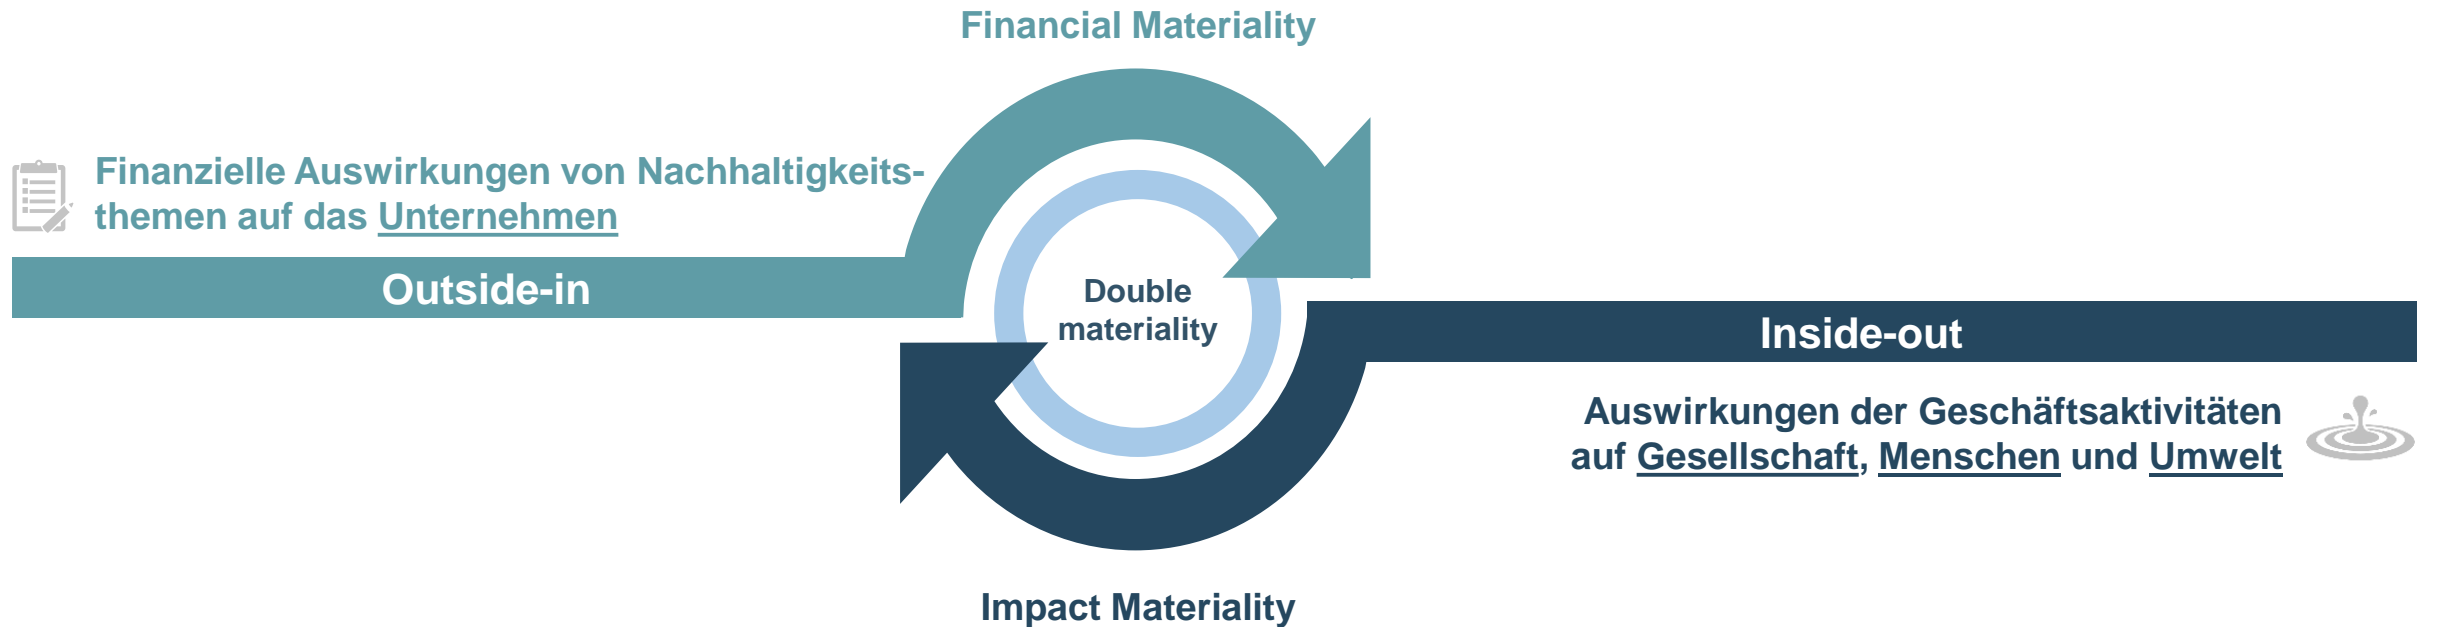 Financial Materiality
Finanzielle Auswirkungen von Nachhaltigkeits-
themen auf das Unternehmen
Outside-in
Double
materiality
Inside-out
Auswirkungen der Geschäftsaktivitäten
auf Gesellschaft, Menschen und Umwelt
Impact Materiality